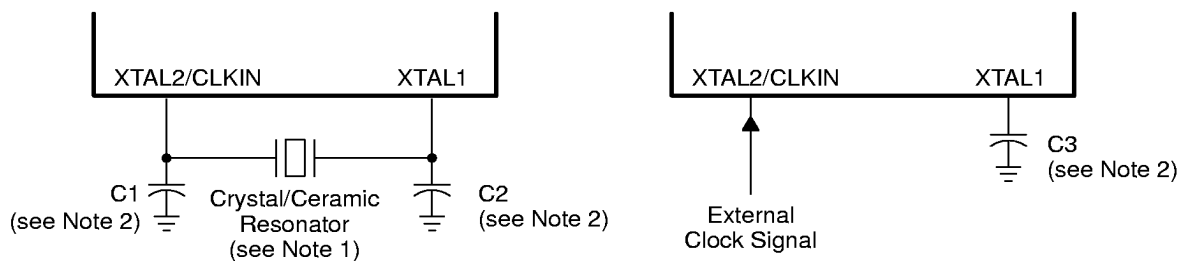 XTAL2/CLKIN
XTAL1
C1
(see Note 2)
Crystal/Ceramic
Resonator
(see Note 1)
C2
(see Note 2)
XTAL2/CLKIN
XTAL1
External
Clock Signal
C3
(see Note 2)